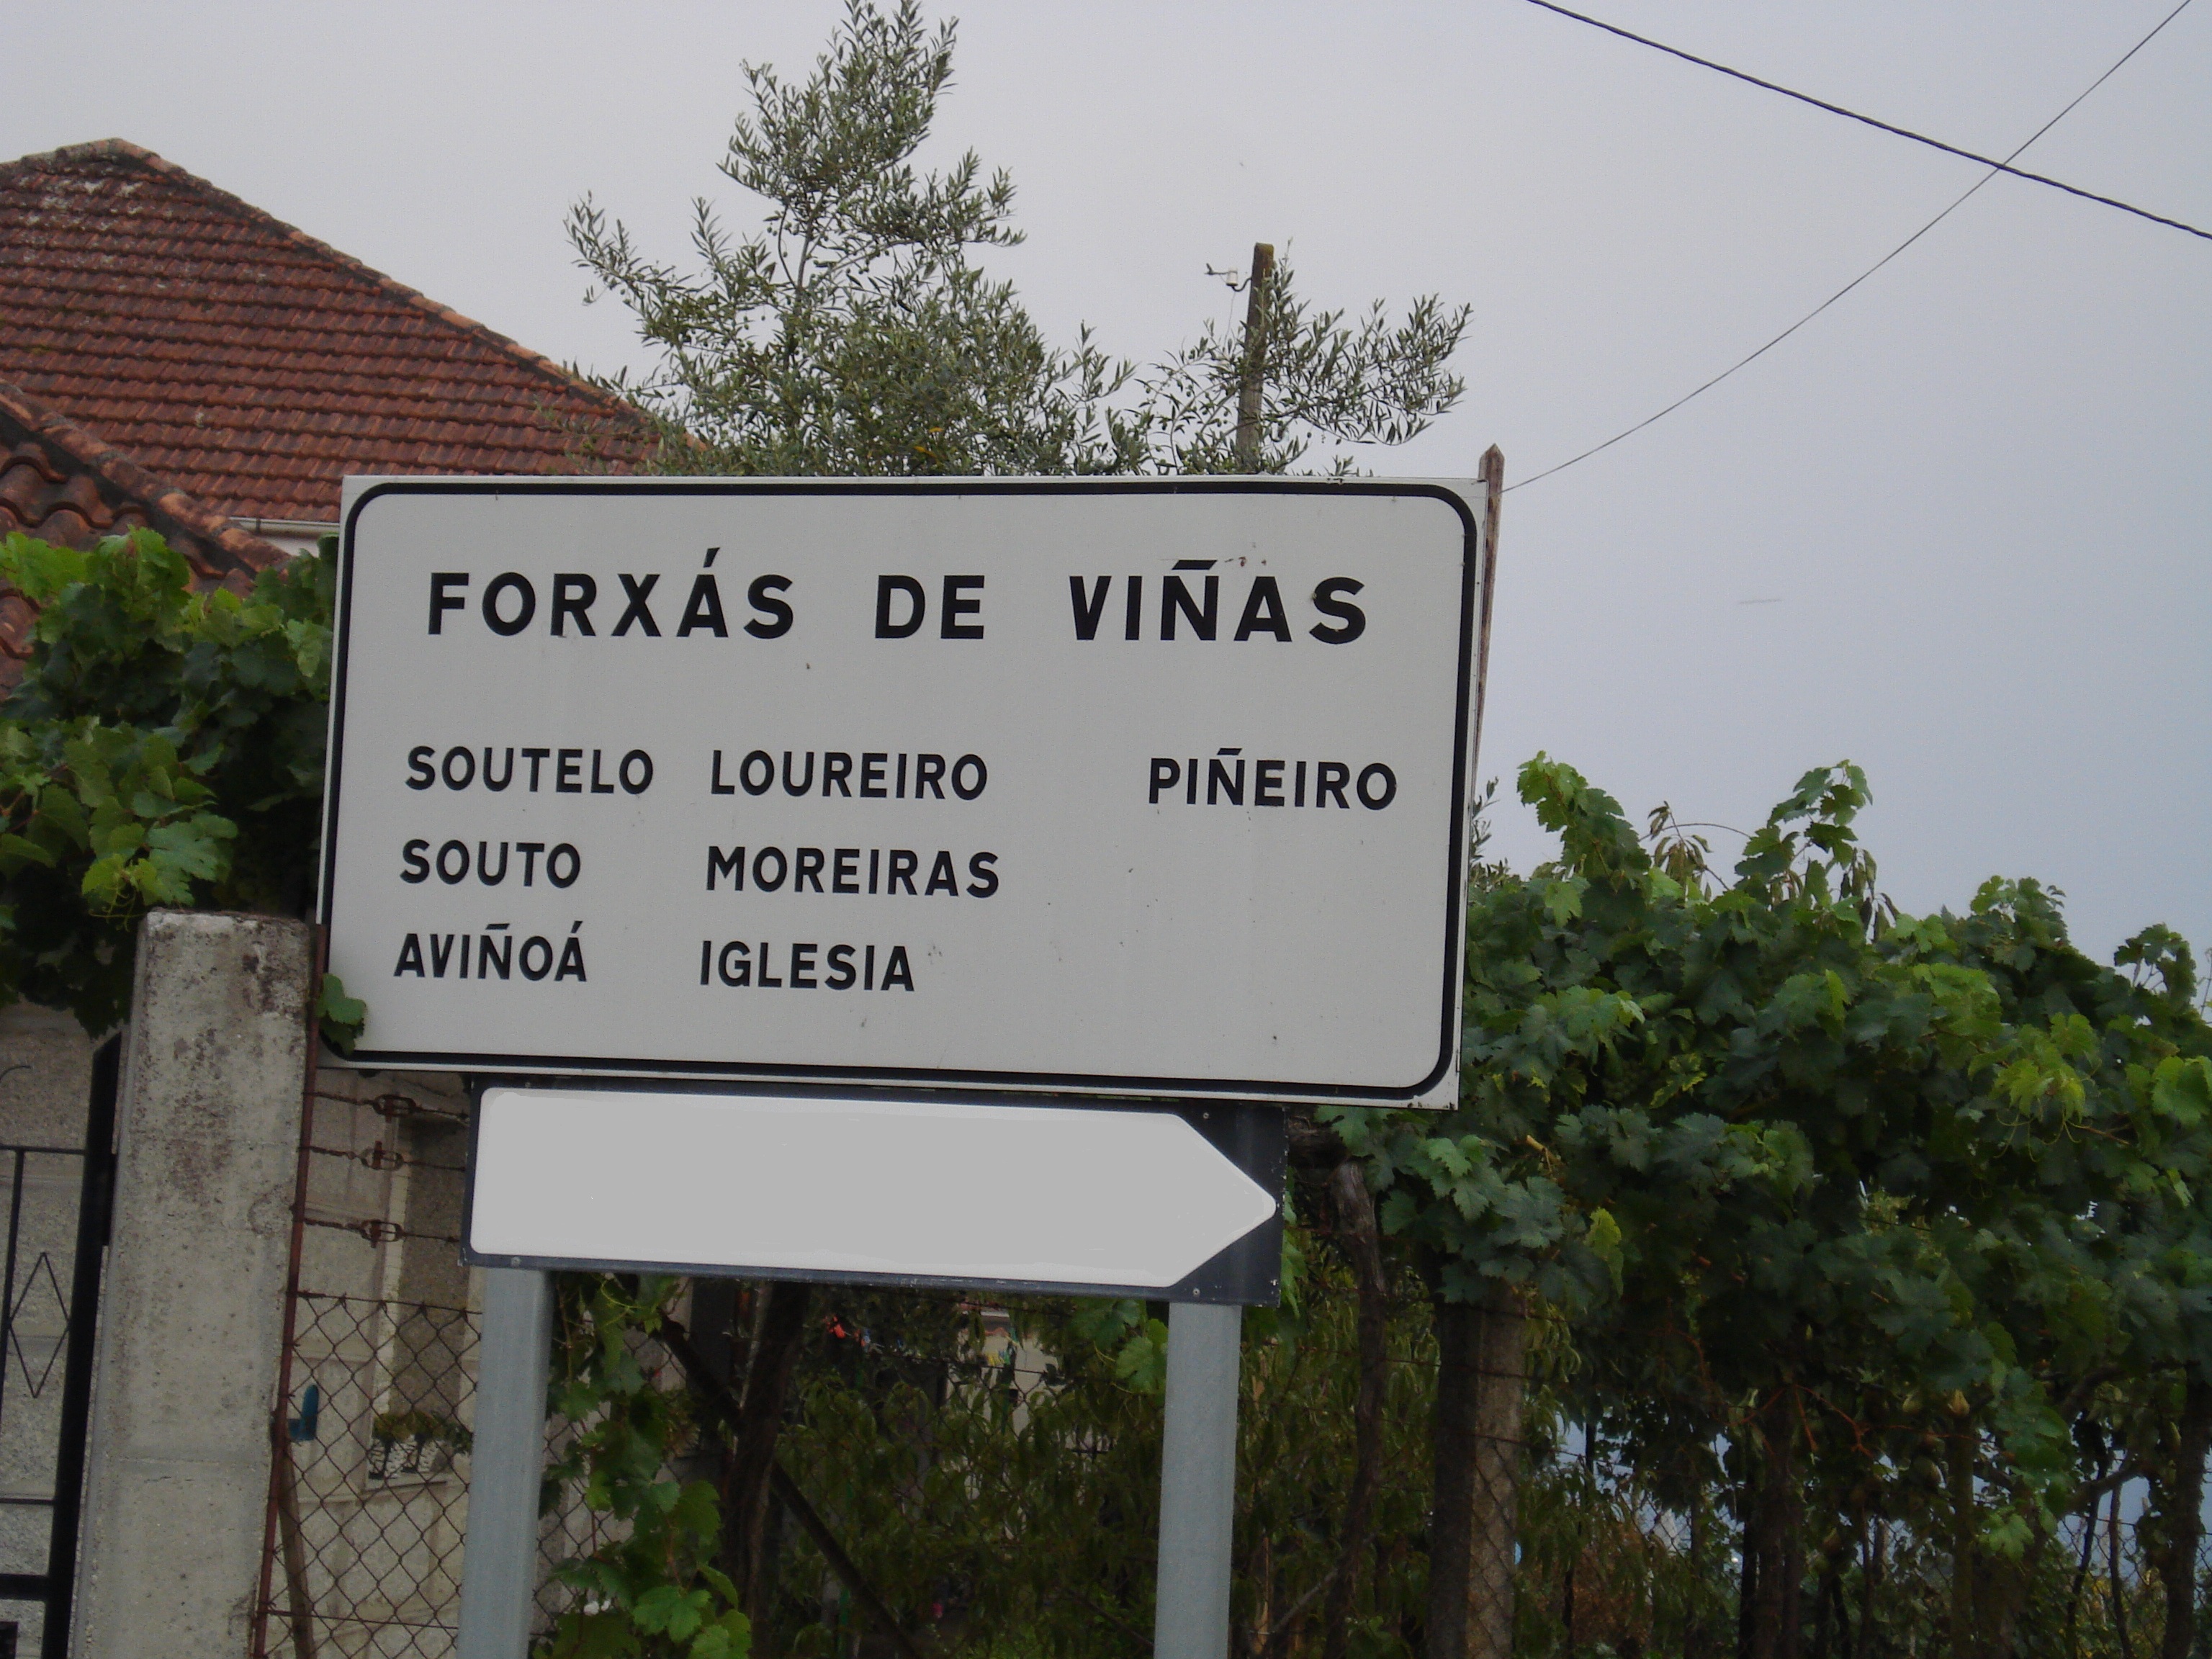 FORXÁS DE VIÑAS
SOUTELO LOUREIRO PIÑEIRO
SOUTO MOREIRAS
AVIÑOÁ IGLESIA